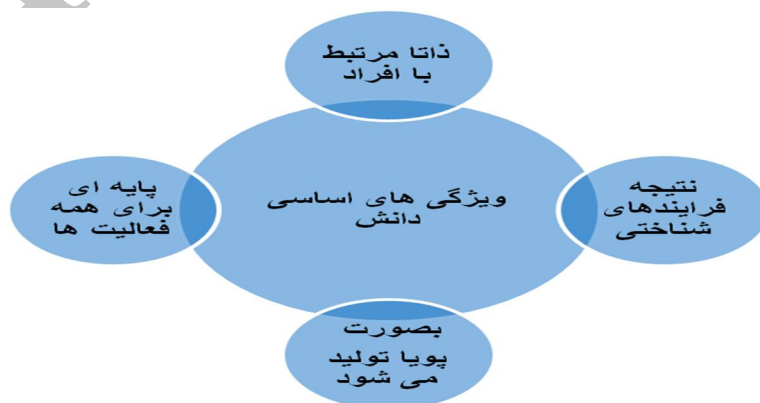 ذاتا مرتبط
با افراد
نتیجه
فرایندهای
شناختی
ویژگی های اساسی
دانش
پایه ای
برای همه
فعالیت ها
بصورت
پویا تولید
می شود